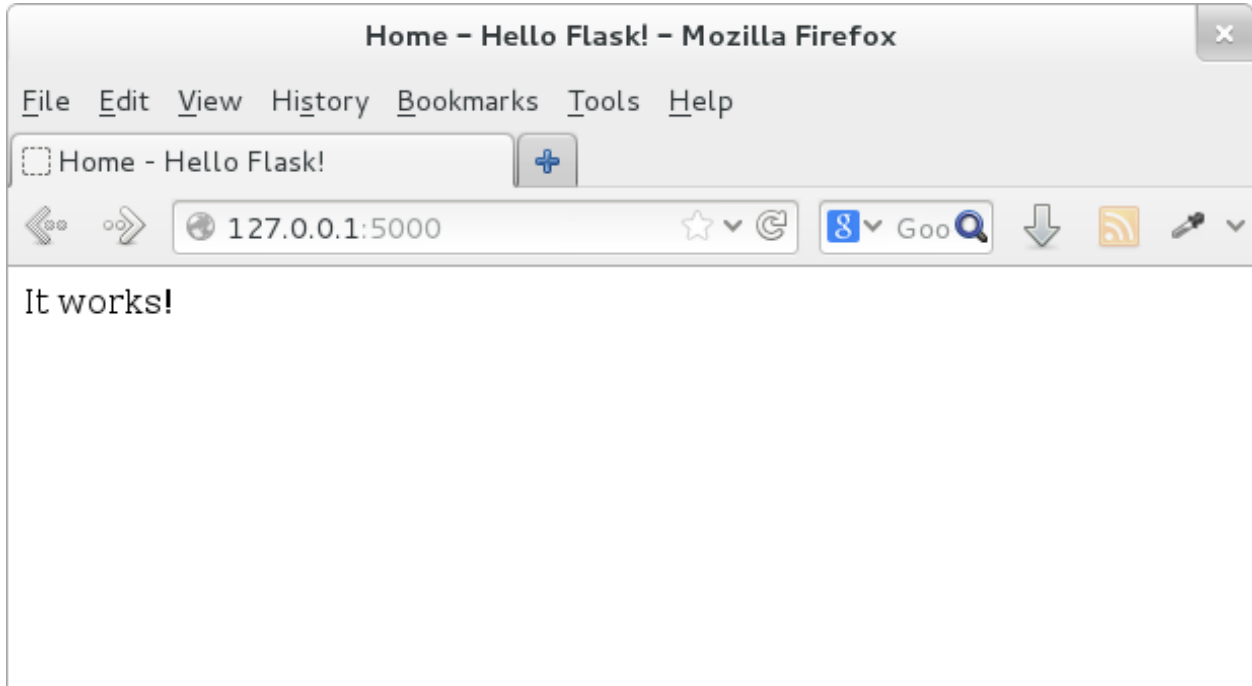 Home – Hello Flask! – Mozilla Firefox
File Edit View History Bookmarks Tools Help
Home - Hello Flask!
127.0.0.1:5000 8 Goo
It works!